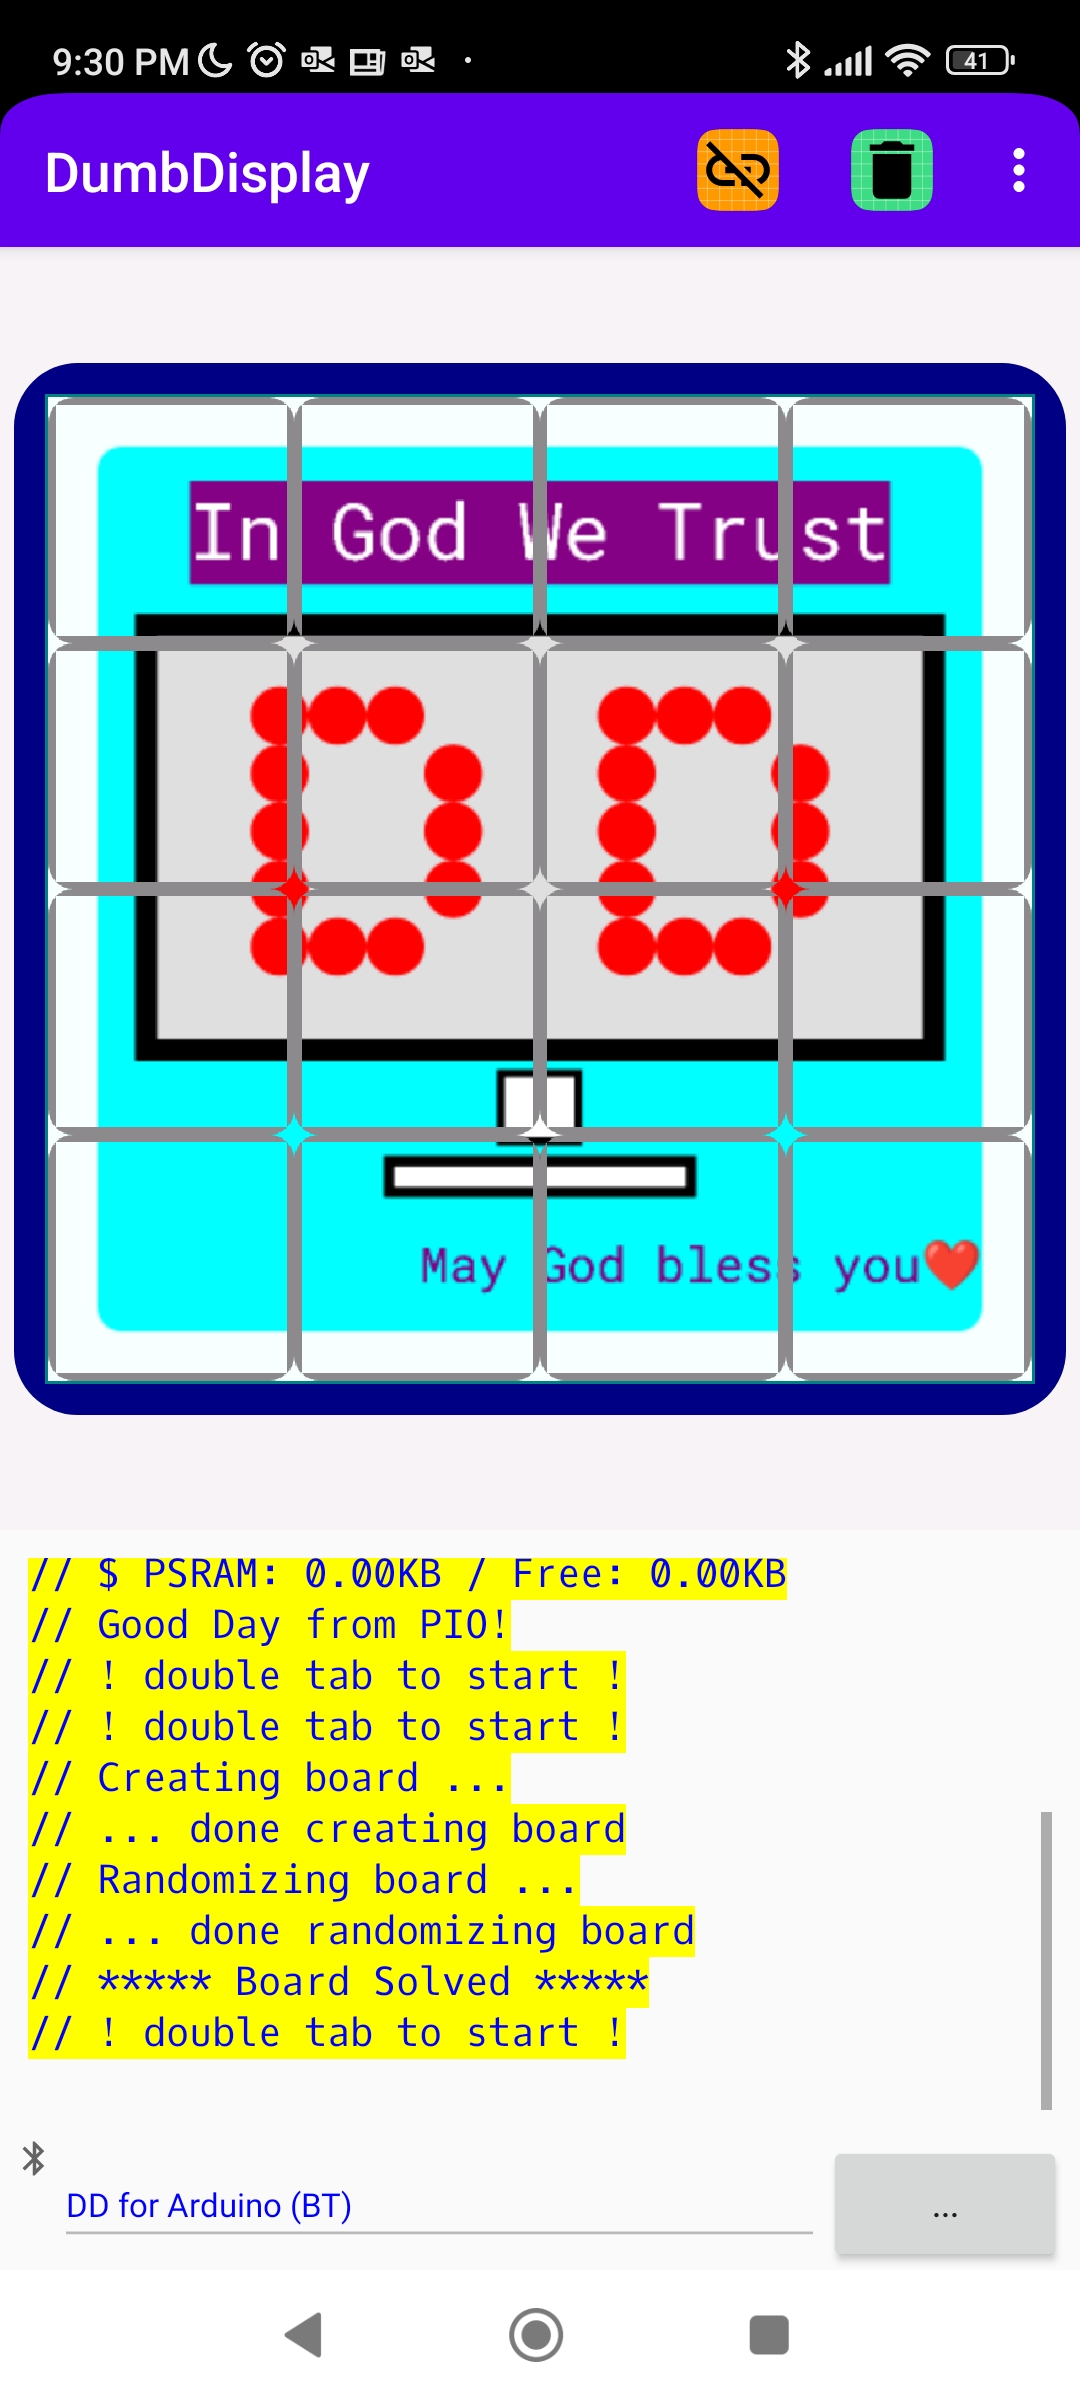 9:30 PM
41
DumbDisplay
In God We Trust
May God bless you❤️
// $ PSRAM: 0.00KB / Free: 0.00KB
// Good Day from PIO!
// ! double tab to start !
// ! double tab to start !
// Creating board ...
// ... done creating board
// Randomizing board ...
// ... done randomizing board
// ***** Board Solved *****
// ! double tab to start !
DD for Arduino (BT)
...